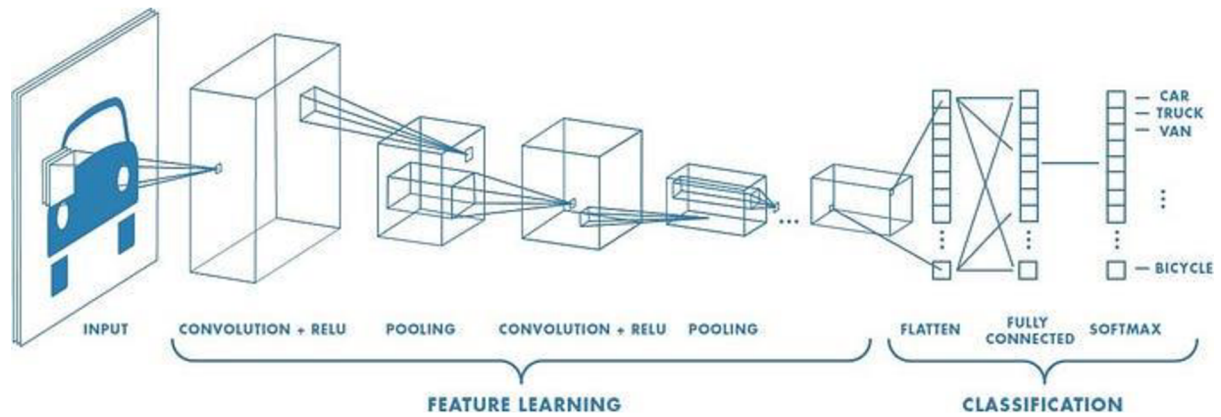 — CAR
— TRUCK
— VAN
— BICYCLE
INPUT
CONVOLUTION + RELU
POOLING
CONVOLUTION + RELU
POOLING
FLATTEN
FULLY
CONNECTED
SOFTMAX
FEATURE LEARNING
CLASSIFICATION